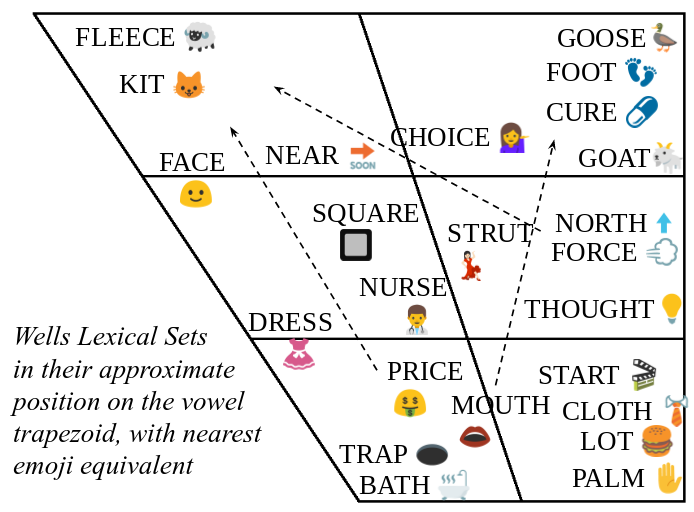 FLEECE
GOOSE
KIT
FOOT
CURE
CHOICE
FACE
NEAR
SOON
GOAT
SQUARE
STRUT
NORTH
FORCE
NURSE
THOUGHT
DRESS
PRICE
START
MOUTH
CLOTH
LOT
TRAP
BATH
PALM
Wells Lexical Sets
in their approximate
position on the vowel
trapezoid, with nearest
emoji equivalent